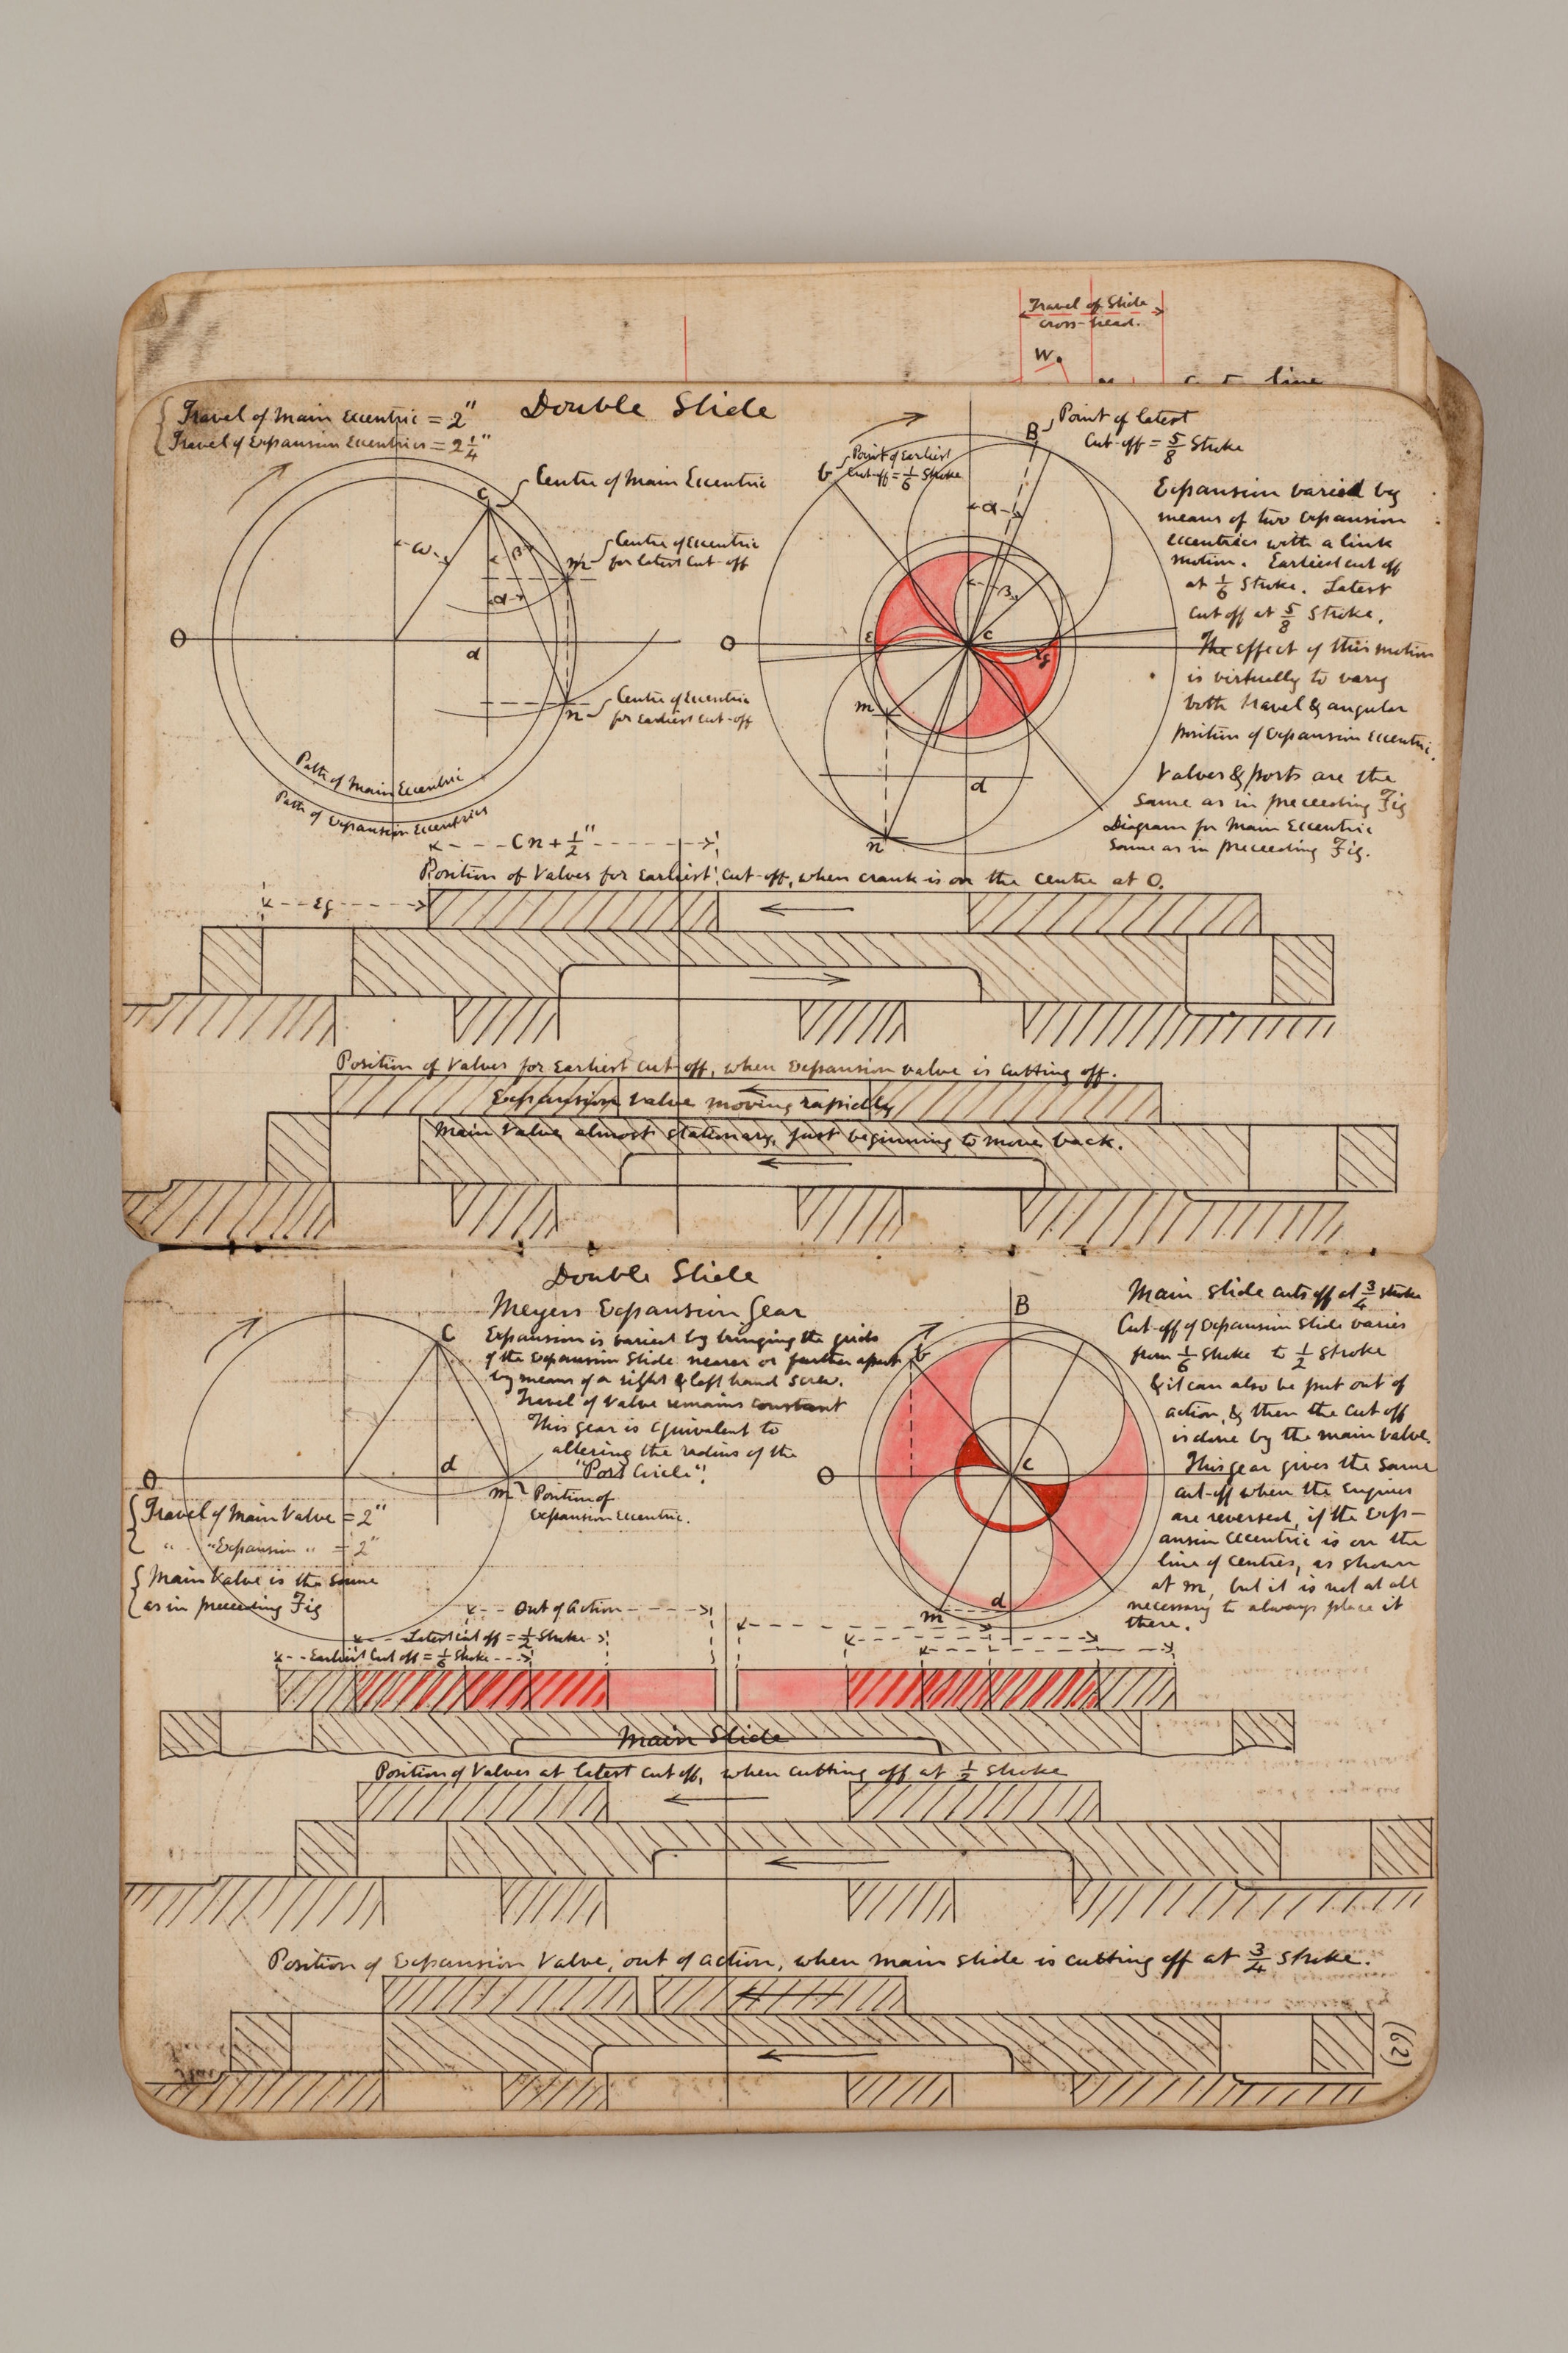 Travel of Slide
cross-head.
W.
line
Double Slide
Travel of Main Eccentric = 2"
Travel of Expansion Eccentrics = 2 1/4"
C
Centre of Main Eccentric
ω
β
m
Centre of Eccentric
for latest Cut-off
α
O
d
n
Centre of Eccentric
for Earliest Cut-off
Path of Main Eccentric
Path of Expansion Eccentrics
B
Point of latest
Cut-off = 5/8 Stroke
b
Point of Earliest
Cut-off = 1/6 Stroke
α
β
E
C
g
O
m
d
n
Expansion varied by
means of two expansion
eccentrics with a link
motion. Earliest cut off
at 1/6 Stroke. Latest
Cut off at 5/8 Stroke.
The effect of this motion
is virtually to vary
both travel & angular
position of Expansion Eccentric.
Valves & ports are the
same as in preceeding Fig
Diagram for Main Eccentric
same as in preceeding Fig.
Cn + 1/2"
Position of Valves for Earliest Cut-off, when crank is on the centre at O.
Eg
Position of Valves for Earliest Cut off, when Expansion valve is cutting off.
Expansion Valve moving rapidly
Main Valve almost stationary, just beginning to move back.
Double Slide
Meyers Expansion Gear
Expansion is varied by bringing the grids
of the Expansion Slide nearer or further apart
by means of a right & left hand screw.
Travel of Valve remains constant
This gear is equivalent to
altering the radius of the
"Port Circle".
C
O
d
m
Position of
Expansion Eccentric.
Travel of Main Valve = 2"
" " Expansion " = 2"
Main Valve is the same
as in preceeding Fig
B
b
C
O
m
d
Main slide cuts off at 3/4 stroke
Cut-off of Expansion Slide varies
from 1/6 Stroke to 1/2 Stroke
& it can also be put out of
action, & then the Cut off
is done by the main valve.
This gear gives the same
cut-off when the Engines
are reversed, if the Exp-
ansion Eccentric is on the
line of centres, as shown
at m, but it is not at all
necessary to always place it
there.
Out of Action
Latest cut off = 1/2 Stroke
Earliest Cut off = 1/6 Stroke
Main Slide
Position of Valves at latest Cut off, when cutting off at 1/2 Stroke
Position of Expansion Valve, out of action, when main slide is cutting off at 3/4 stroke.
(62)